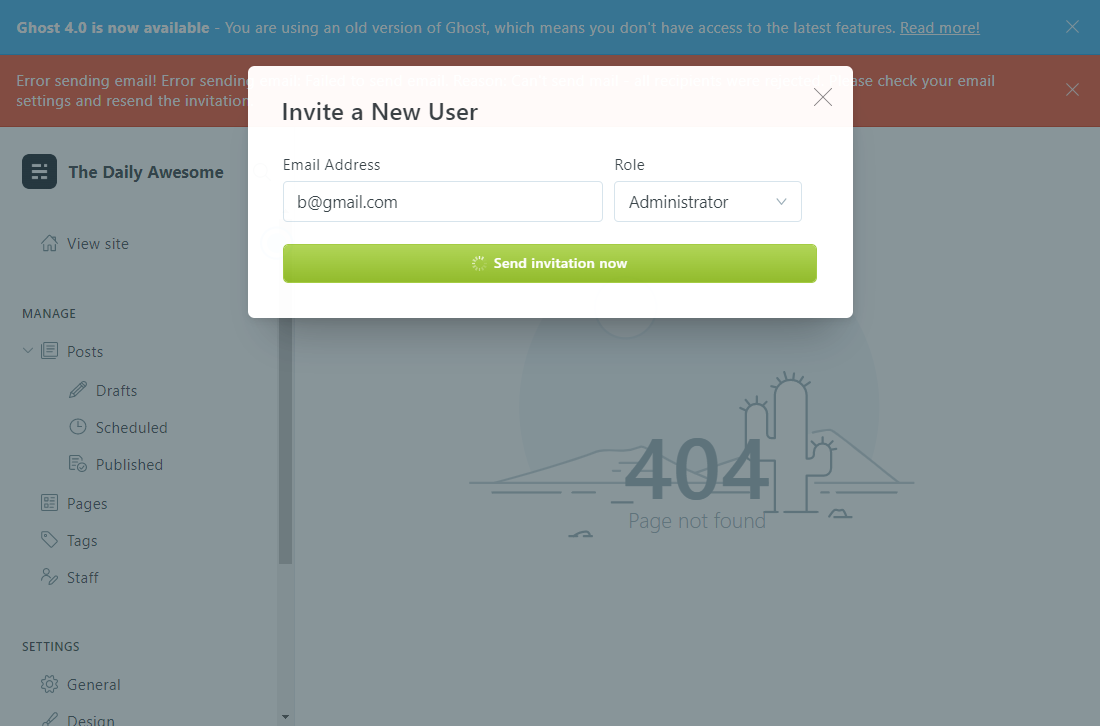 Ghost 4.0 is now available - You are using an old version of Ghost, which means you don't have access to the latest features. Read more!
Error sending email! Error sending email. Please check your email
settings and resend the invitation
Invite a New User
Email Address
Role
b@gmail.com
Administrator
Send invitation now
The Daily Awesome
View site
MANAGE
Posts
Drafts
Scheduled
Published
Pages
Tags
Staff
SETTINGS
General
Design
404
Page not found